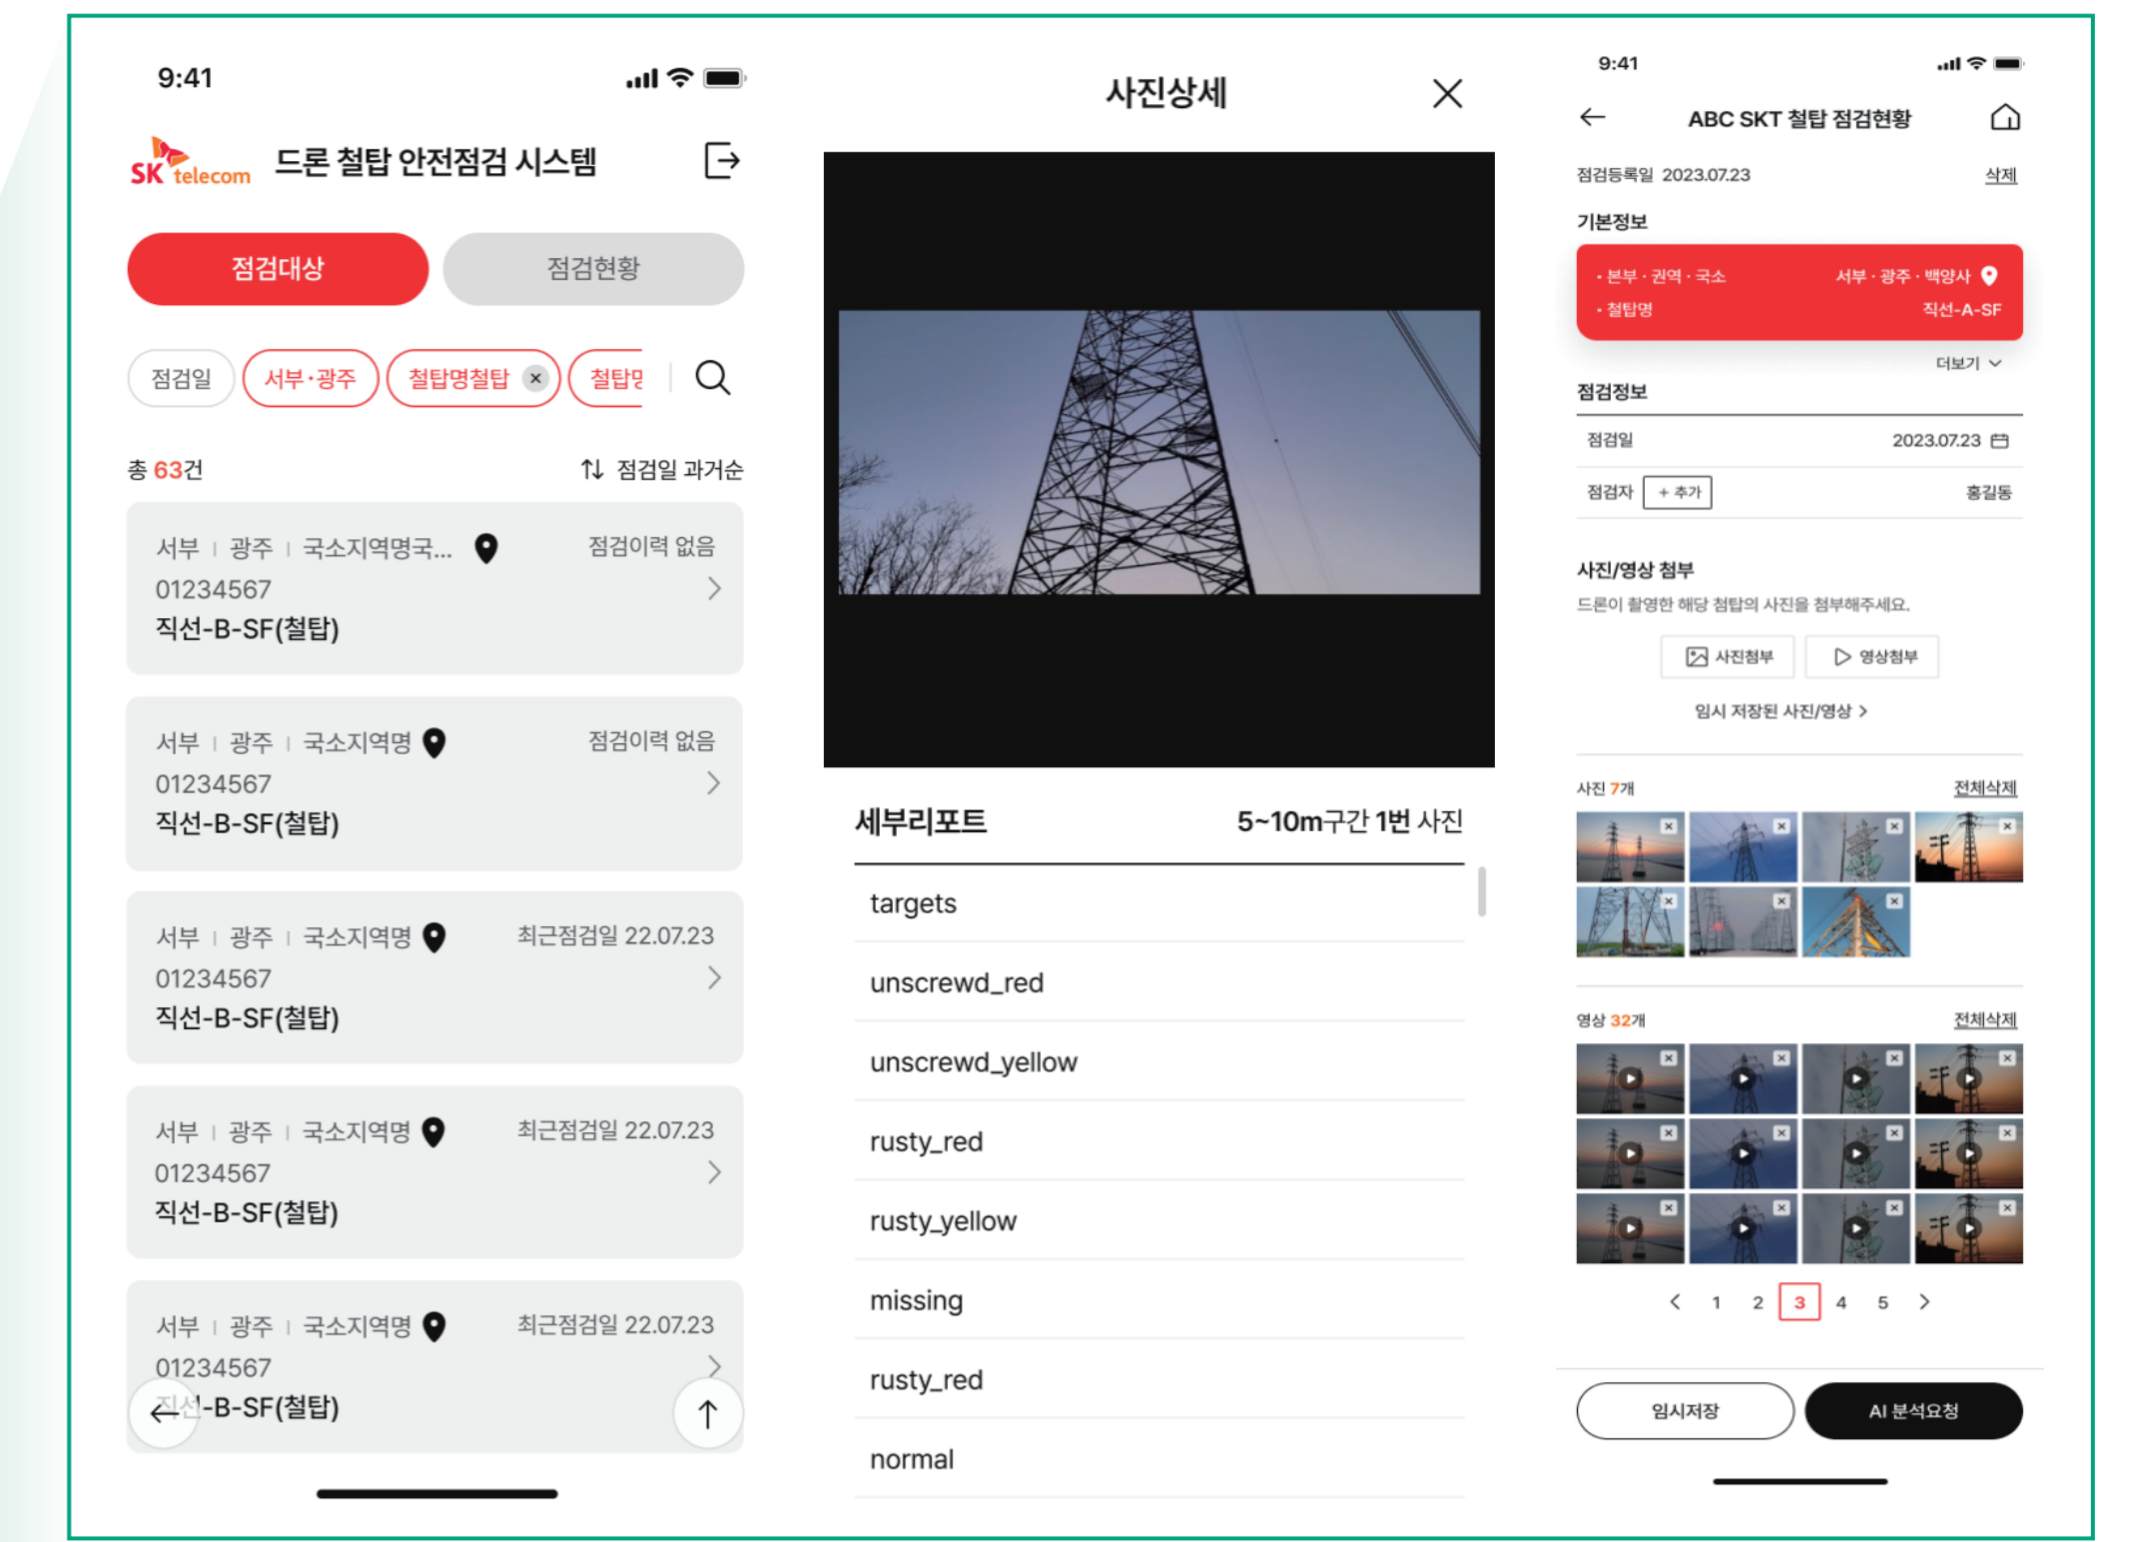 9:41
SK telecom
드론 철탑 안전점검 시스템
점검대상
점검현황
점검일
서부·광주
철탑명철탑
총 63건
점검일 과거순
서부 | 광주 | 국소지역명국...
점검이력 없음
01234567
직선-B-SF(철탑)
서부 | 광주 | 국소지역명
점검이력 없음
01234567
직선-B-SF(철탑)
서부 | 광주 | 국소지역명
최근점검일 22.07.23
01234567
직선-B-SF(철탑)
서부 | 광주 | 국소지역명
최근점검일 22.07.23
01234567
직선-B-SF(철탑)
서부 | 광주 | 국소지역명
최근점검일 22.07.23
01234567
직선-B-SF(철탑)
사진상세
세부리포트
5~10m구간 1번 사진
targets
unscrewd_red
unscrewd_yellow
rusty_red
rusty_yellow
missing
rusty_red
normal
9:41
ABC SKT 철탑 점검현황
점검등록일 2023.07.23
삭제
기본정보
· 본부 · 권역 · 국소
서부 · 광주 · 백양사
· 철탑명
직선-A-SF
더보기
점검정보
점검일
2023.07.23
점검자
+ 추가
홍길동
사진/영상 첨부
드론이 촬영한 해당 첨탑의 사진을 첨부해주세요.
사진첨부
영상첨부
임시 저장된 사진/영상 >
사진 7개
전체삭제
영상 32개
전체삭제
< 1 2 3 4 5 >
임시저장
AI 분석요청